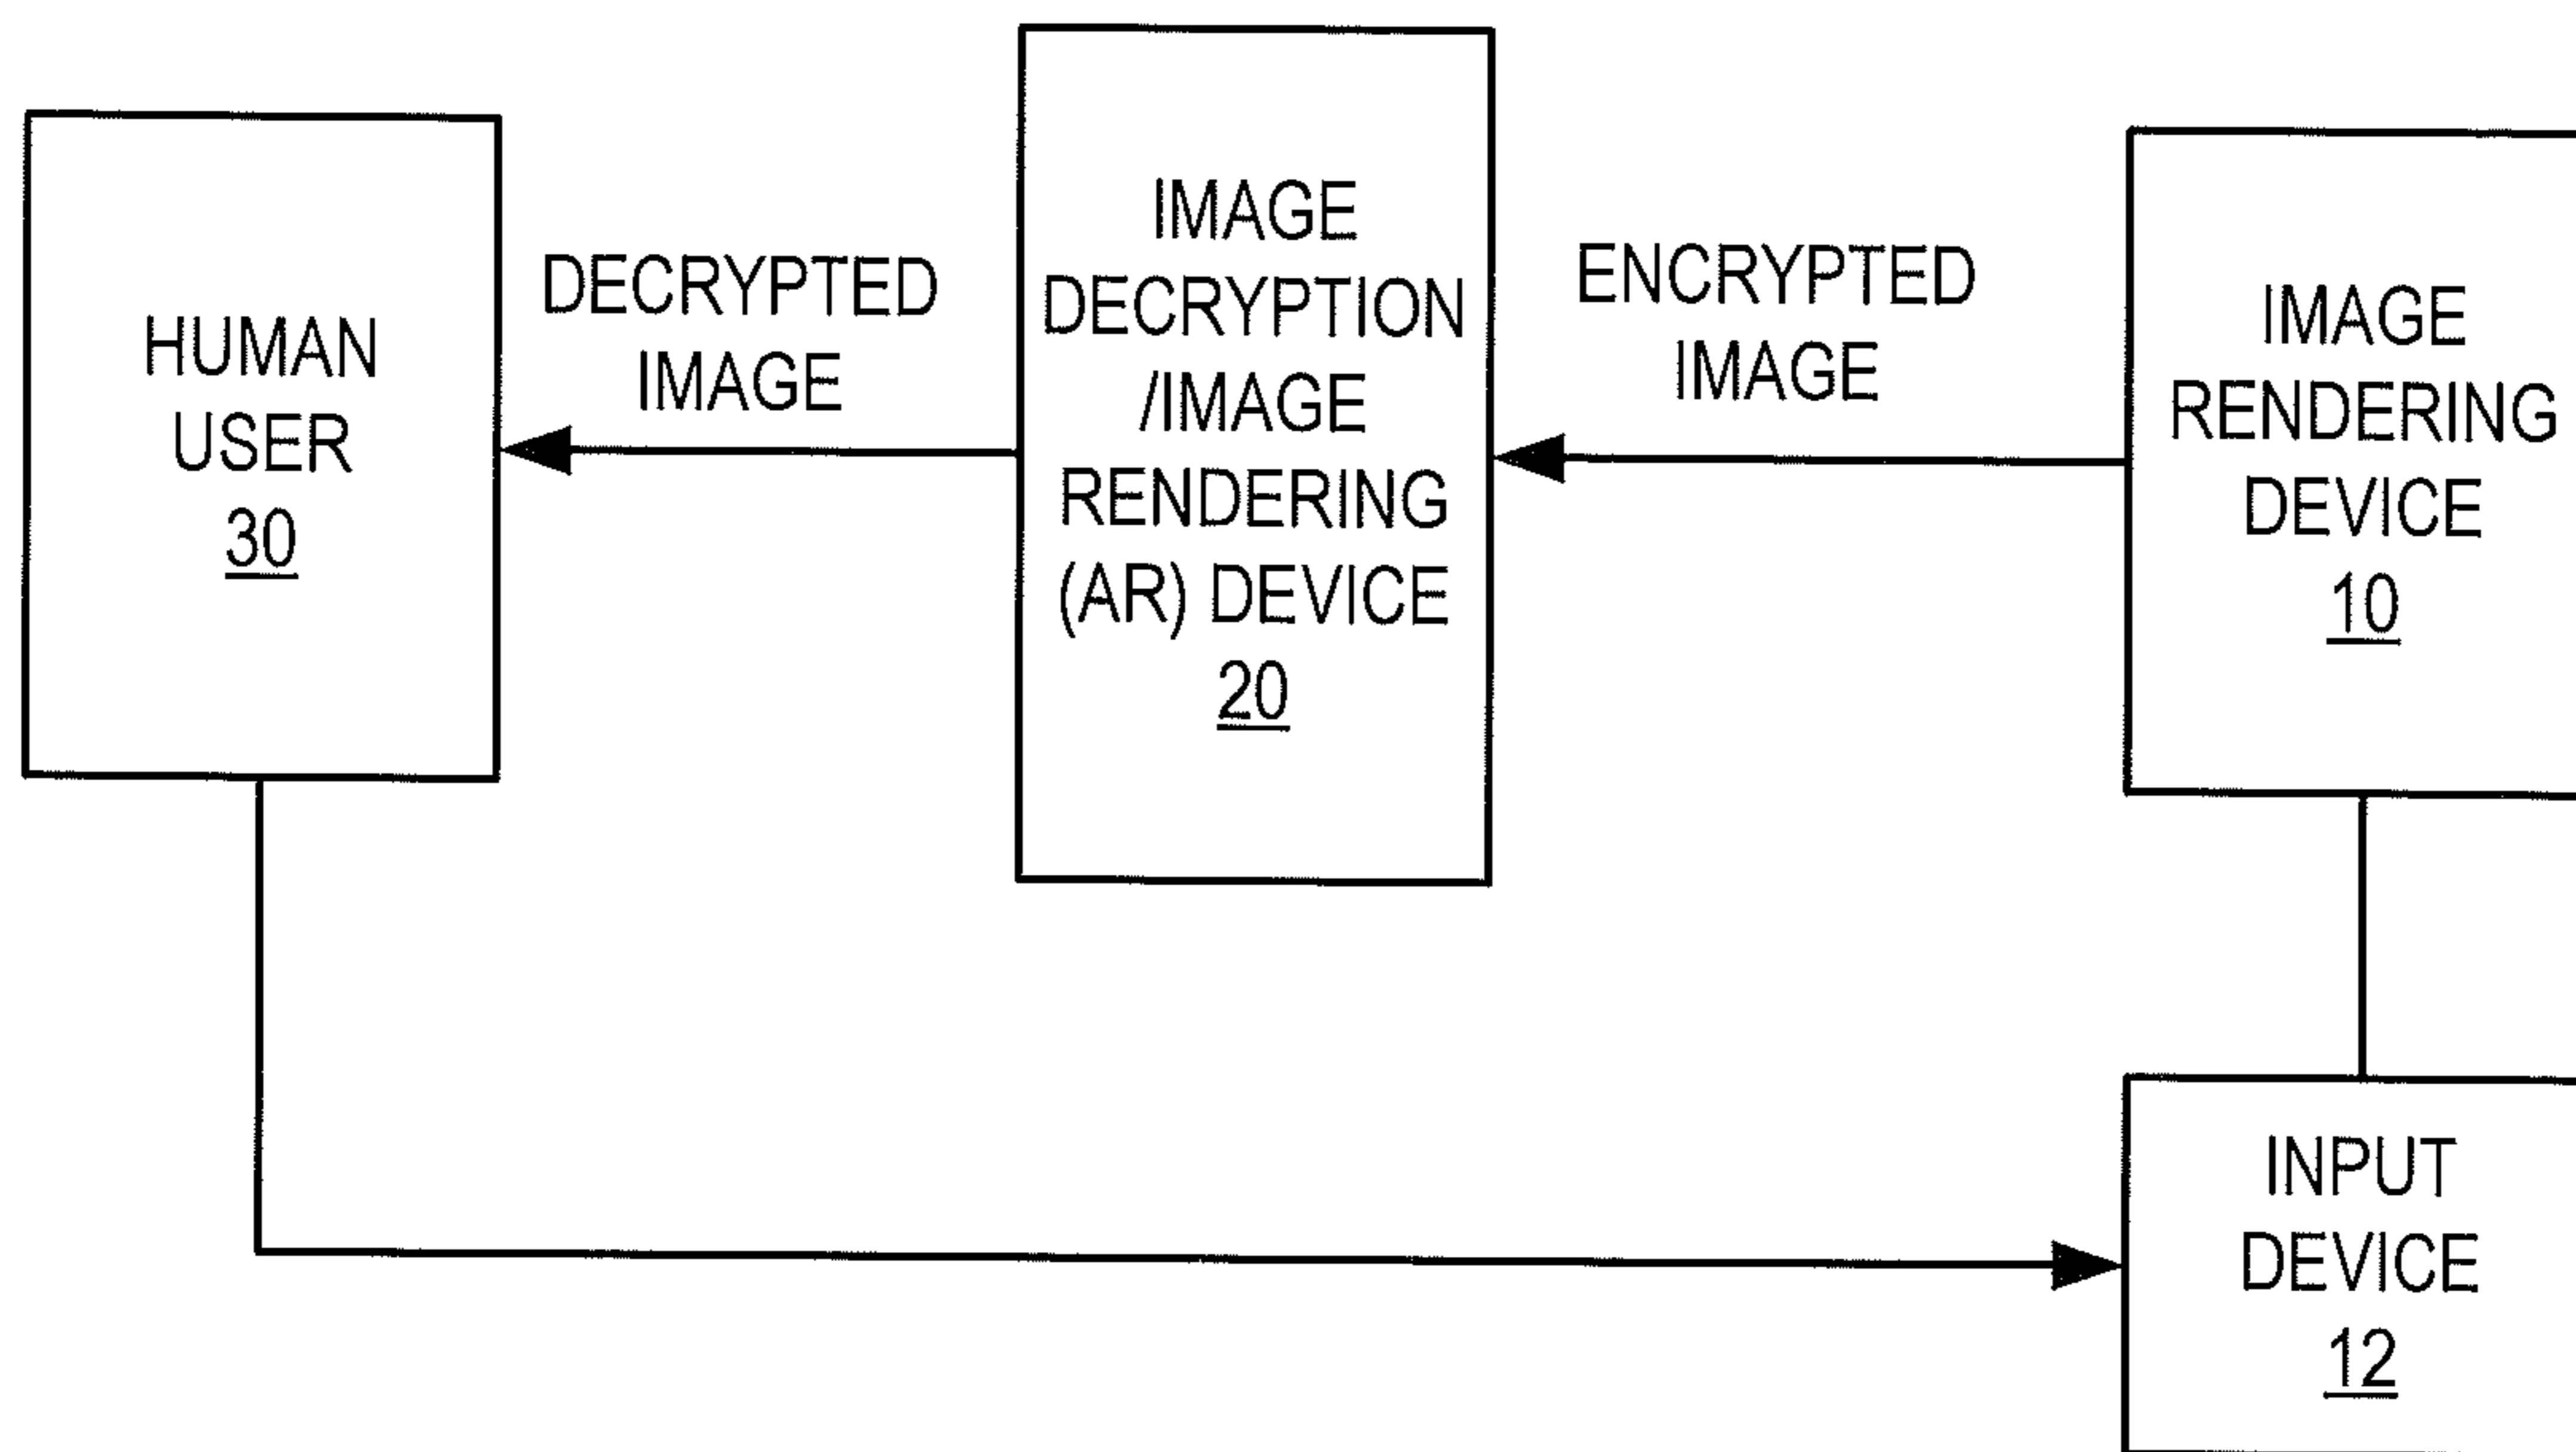 HUMAN
USER
30
DECRYPTED
IMAGE
IMAGE
DECRYPTION
/IMAGE
RENDERING
(AR) DEVICE
20
ENCRYPTED
IMAGE
IMAGE
RENDERING
DEVICE
10
INPUT
DEVICE
12